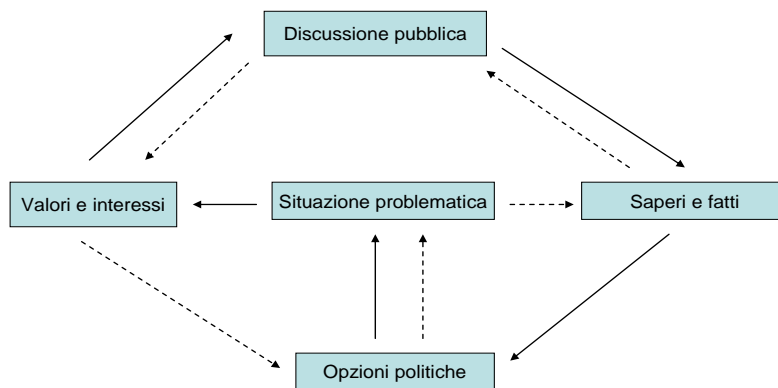 Discussione pubblica
Valori e interessi
Situazione problematica
Saperi e fatti
Opzioni politiche